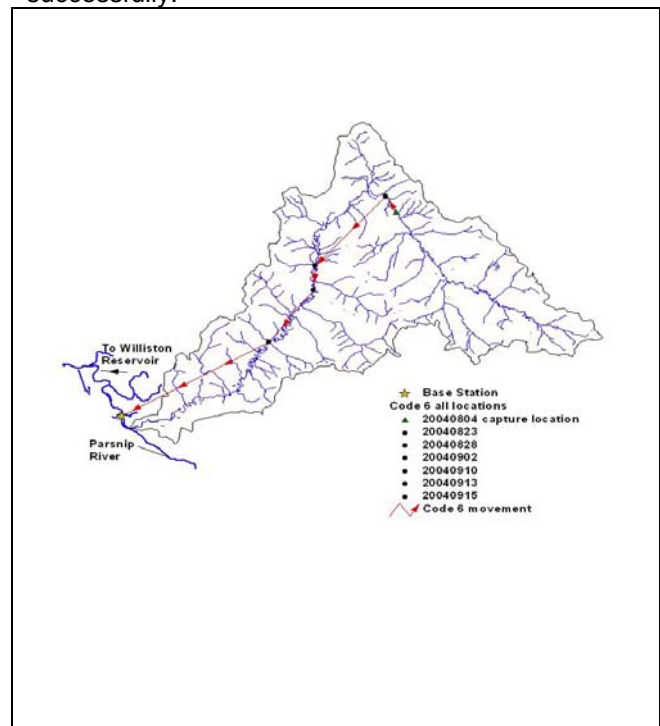 successfully.
To Williston
Reservoir
Parsnip
River
Base Station
Code 6 all locations
20040804 capture location
20040823
20040828
20040902
20040910
20040913
20040915
Code 6 movement